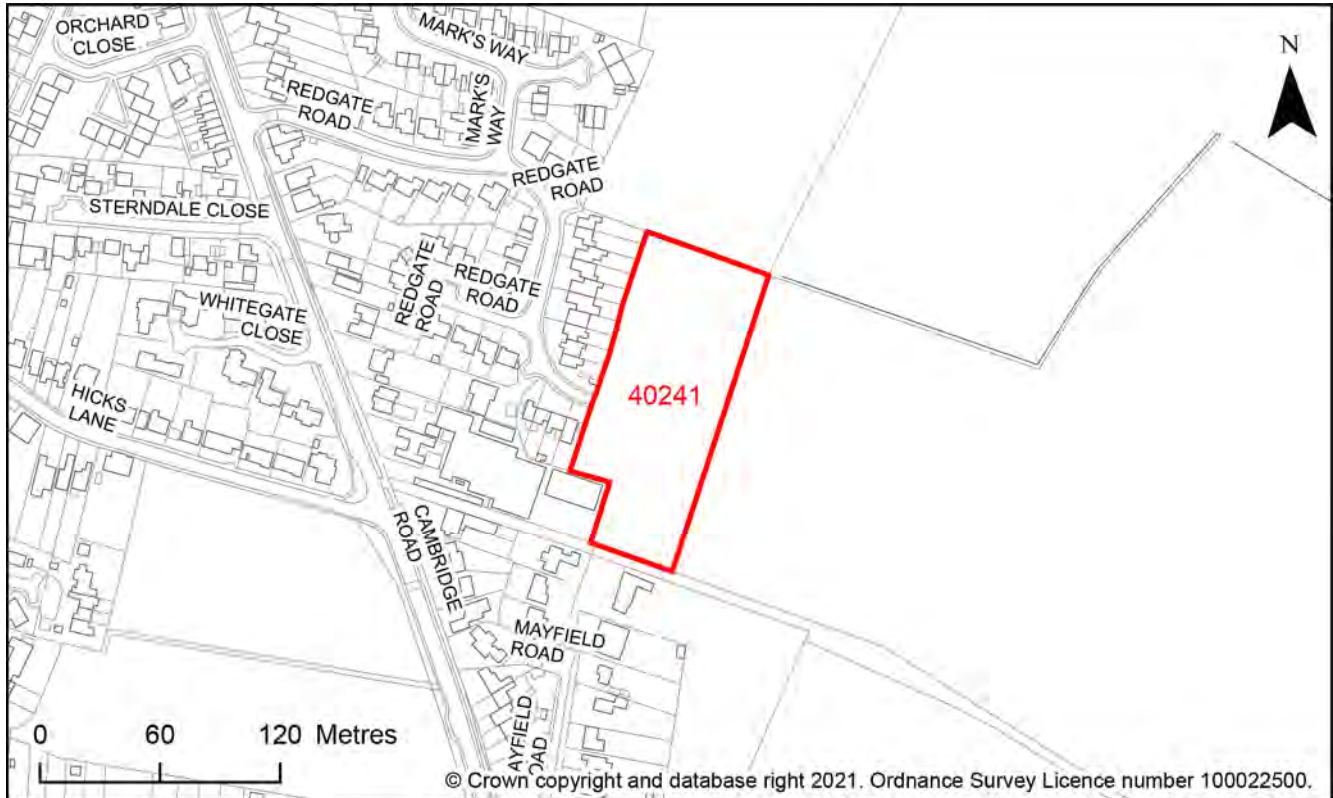 ORCHARD
CLOSE
MARK'S WAY
N
REDGATE
ROAD
MARK'S
WAY
REDGATE
ROAD
STERNDALE CLOSE
REDGATE
ROAD
REDGATE
ROAD
WHITEGATE
CLOSE
HICKS
LANE
40241
CAMBRIDGE
ROAD
MAYFIELD
ROAD
AYFIELD
OAD
0 60 120 Metres
© Crown copyright and database right 2021. Ordnance Survey Licence number 100022500.